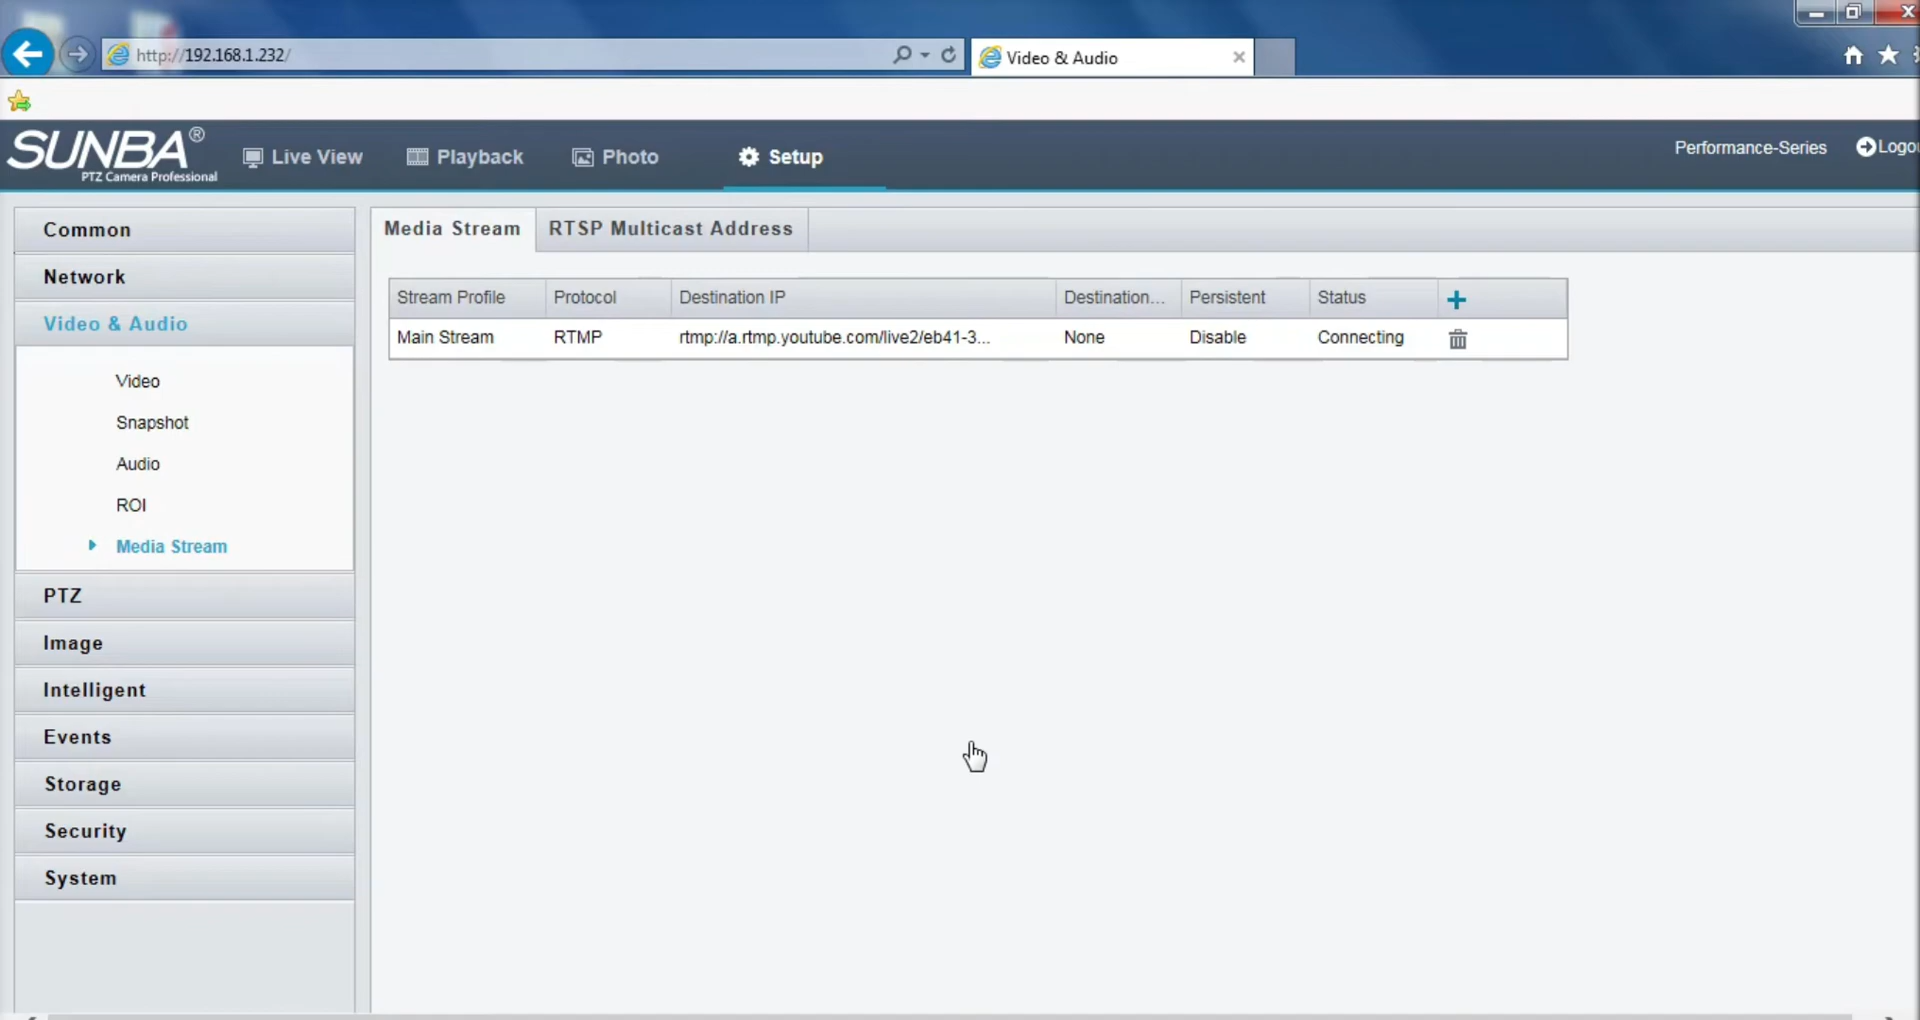 http://192.168.1.232/
Video & Audio
SUNBA®
PTZ Camera Professional
Live View
Playback
Photo
Setup
Performance-Series
Logou
Common
Network
Video & Audio
Video
Snapshot
Audio
ROI
Media Stream
PTZ
Image
Intelligent
Events
Storage
Security
System
Media Stream RTSP Multicast Address
Stream Profile Protocol Destination IP Destination... Persistent Status
Main Stream RTMP rtmp://a.rtmp.youtube.com/live2/eb41-3... None Disable Connecting